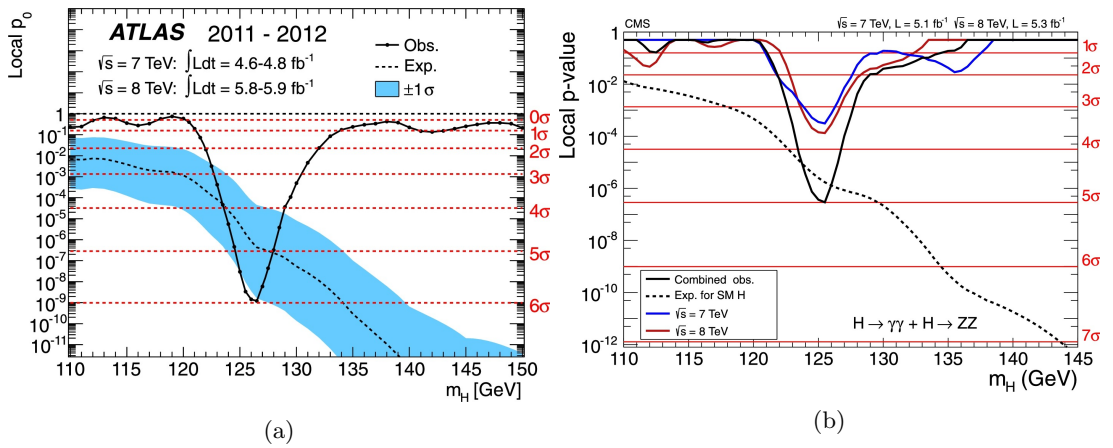 ATLAS 2011 - 2012
√s = 7 TeV: ∫Ldt = 4.6-4.8 fb⁻¹
√s = 8 TeV: ∫Ldt = 5.8-5.9 fb⁻¹
Obs.
Exp.
±1σ
Local p₀
1
10⁻¹
10⁻²
10⁻³
10⁻⁴
10⁻⁵
10⁻⁶
10⁻⁷
10⁻⁸
10⁻⁹
10⁻¹⁰
10⁻¹¹
0σ
1σ
2σ
3σ
4σ
5σ
6σ
110 115 120 125 130 135 140 145 150
m_H [GeV]
(a)
CMS √s = 7 TeV, L = 5.1 fb⁻¹ √s = 8 TeV, L = 5.3 fb⁻¹
Local p-value
1
10⁻²
10⁻⁴
10⁻⁶
10⁻⁸
10⁻¹⁰
10⁻¹²
1σ
2σ
3σ
4σ
5σ
6σ
7σ
Combined obs.
Exp. for SM H
√s = 7 TeV
√s = 8 TeV
H → γγ + H → ZZ
110 115 120 125 130 135 140 145
m_H (GeV)
(b)